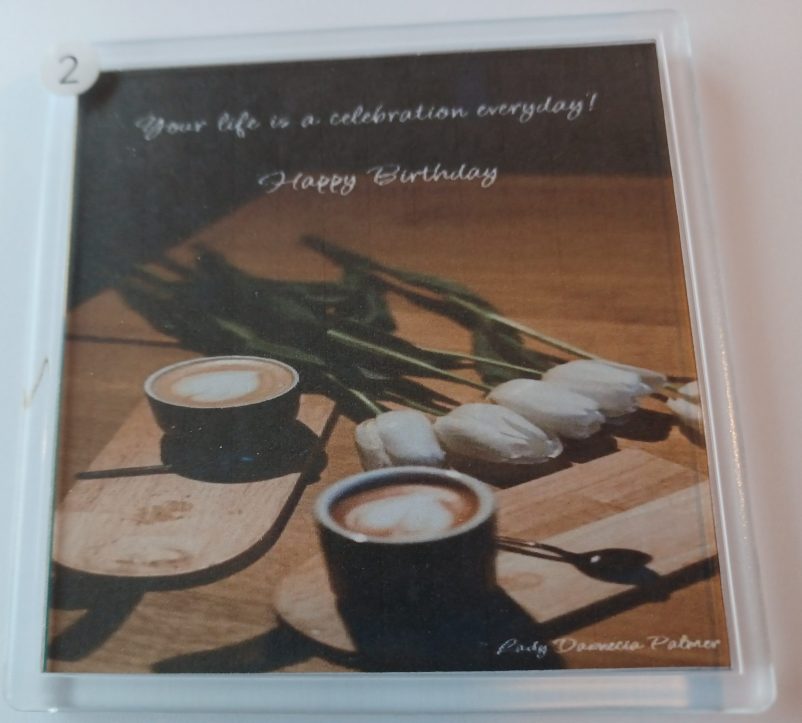 2
Your life is a celebration everyday!
Happy Birthday
Lady Palmer